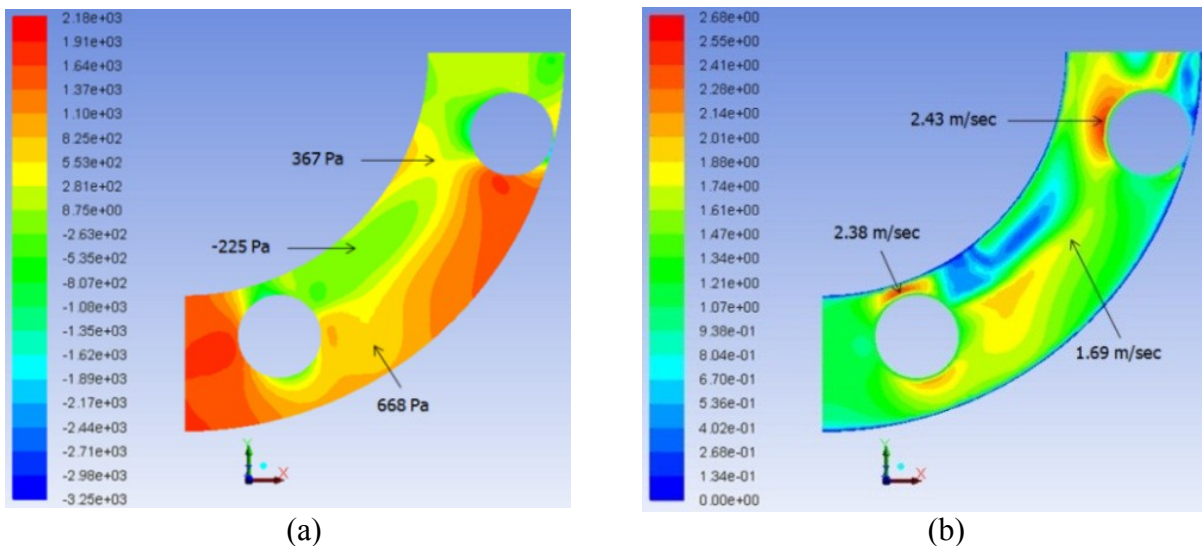 2.18e+03
1.91e+03
1.64e+03
1.37e+03
1.10e+03
8.25e+02
5.53e+02
2.81e+02
8.75e+00
-2.63e+02
-5.35e+02
-8.07e+02
-1.08e+03
-1.35e+03
-1.62e+03
-1.89e+03
-2.17e+03
-2.44e+03
-2.71e+03
-2.98e+03
-3.25e+03
367 Pa
-225 Pa
668 Pa
Y
Z
X
(a)
2.68e+00
2.55e+00
2.41e+00
2.28e+00
2.14e+00
2.01e+00
1.88e+00
1.74e+00
1.61e+00
1.47e+00
1.34e+00
1.21e+00
1.07e+00
9.38e-01
8.04e-01
6.70e-01
5.36e-01
4.02e-01
2.68e-01
1.34e-01
0.00e+00
2.43 m/sec
2.38 m/sec
1.69 m/sec
Y
Z
X
(b)